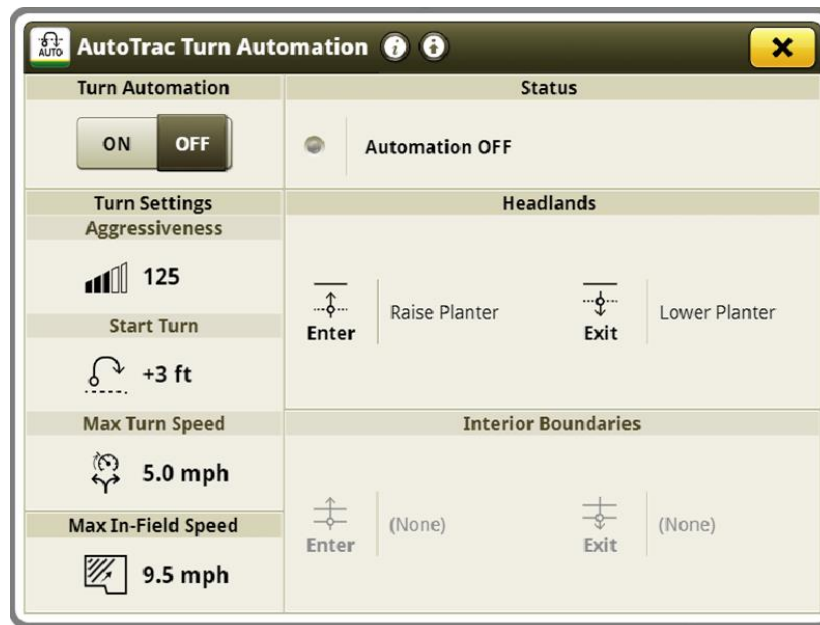 AUTO AutoTrac Turn Automation
Turn Automation
ON OFF
Status
Automation OFF
Turn Settings
Aggressiveness
125
Start Turn
+3 ft
Max Turn Speed
5.0 mph
Max In-Field Speed
9.5 mph
Headlands
Enter
Raise Planter
Exit
Lower Planter
Interior Boundaries
Enter
(None)
Exit
(None)